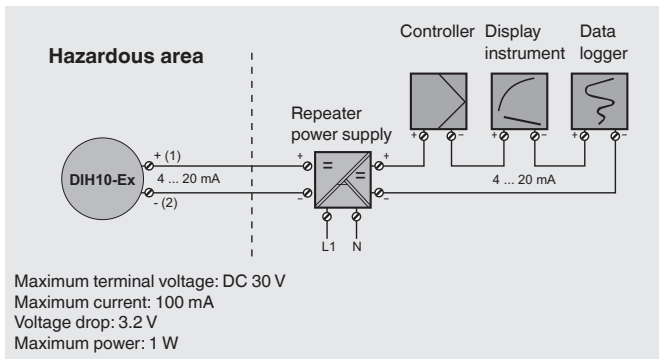 Hazardous area
Controller
Display
instrument
Data
logger
Repeater
power supply
+ - + - + -
+ (1)
DIH10-Ex
4 ... 20 mA
- (2)
+
=
=
+
–
–
4 ... 20 mA
L1 N
Maximum terminal voltage: DC 30 V
Maximum current: 100 mA
Voltage drop: 3.2 V
Maximum power: 1 W